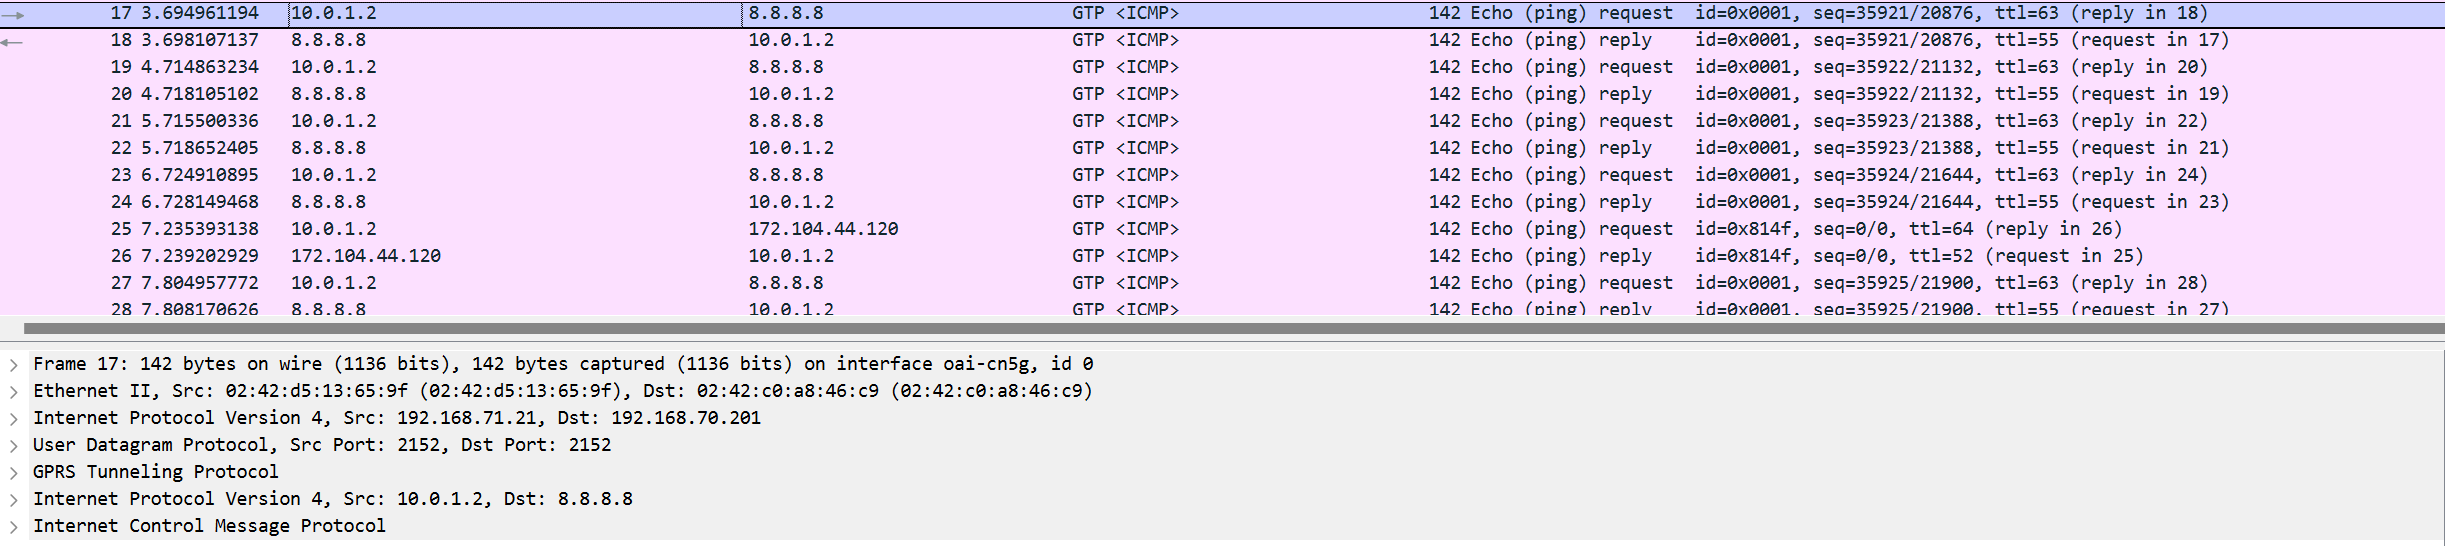 17 3.694961194 10.0.1.2 8.8.8.8 GTP <ICMP> 142 Echo (ping) request id=0x0001, seq=35921/20876, ttl=63 (reply in 18)
18 3.698107137 8.8.8.8 10.0.1.2 GTP <ICMP> 142 Echo (ping) reply id=0x0001, seq=35921/20876, ttl=55 (request in 17)
19 4.714863234 10.0.1.2 8.8.8.8 GTP <ICMP> 142 Echo (ping) request id=0x0001, seq=35922/21132, ttl=63 (reply in 20)
20 4.718105102 8.8.8.8 10.0.1.2 GTP <ICMP> 142 Echo (ping) reply id=0x0001, seq=35922/21132, ttl=55 (request in 19)
21 5.715500336 10.0.1.2 8.8.8.8 GTP <ICMP> 142 Echo (ping) request id=0x0001, seq=35923/21388, ttl=63 (reply in 22)
22 5.718652405 8.8.8.8 10.0.1.2 GTP <ICMP> 142 Echo (ping) reply id=0x0001, seq=35923/21388, ttl=55 (request in 21)
23 6.724910895 10.0.1.2 8.8.8.8 GTP <ICMP> 142 Echo (ping) request id=0x0001, seq=35924/21644, ttl=63 (reply in 24)
24 6.728149468 8.8.8.8 10.0.1.2 GTP <ICMP> 142 Echo (ping) reply id=0x0001, seq=35924/21644, ttl=55 (request in 23)
25 7.235393138 10.0.1.2 172.104.44.120 GTP <ICMP> 142 Echo (ping) request id=0x814f, seq=0/0, ttl=64 (reply in 26)
26 7.239202929 172.104.44.120 10.0.1.2 GTP <ICMP> 142 Echo (ping) reply id=0x814f, seq=0/0, ttl=52 (request in 25)
27 7.804957772 10.0.1.2 8.8.8.8 GTP <ICMP> 142 Echo (ping) request id=0x0001, seq=35925/21900, ttl=63 (reply in 28)
28 7.808170626 8.8.8.8 10.0.1.2 GTP <ICMP> 142 Echo (ping) reply id=0x0001, seq=35925/21900, ttl=55 (request in 27)
Frame 17: 142 bytes on wire (1136 bits), 142 bytes captured (1136 bits) on interface oai-cn5g, id 0
Ethernet II, Src: 02:42:d5:13:65:9f (02:42:d5:13:65:9f), Dst: 02:42:c0:a8:46:c9 (02:42:c0:a8:46:c9)
Internet Protocol Version 4, Src: 192.168.71.21, Dst: 192.168.70.201
User Datagram Protocol, Src Port: 2152, Dst Port: 2152
GPRS Tunneling Protocol
Internet Protocol Version 4, Src: 10.0.1.2, Dst: 8.8.8.8
Internet Control Message Protocol